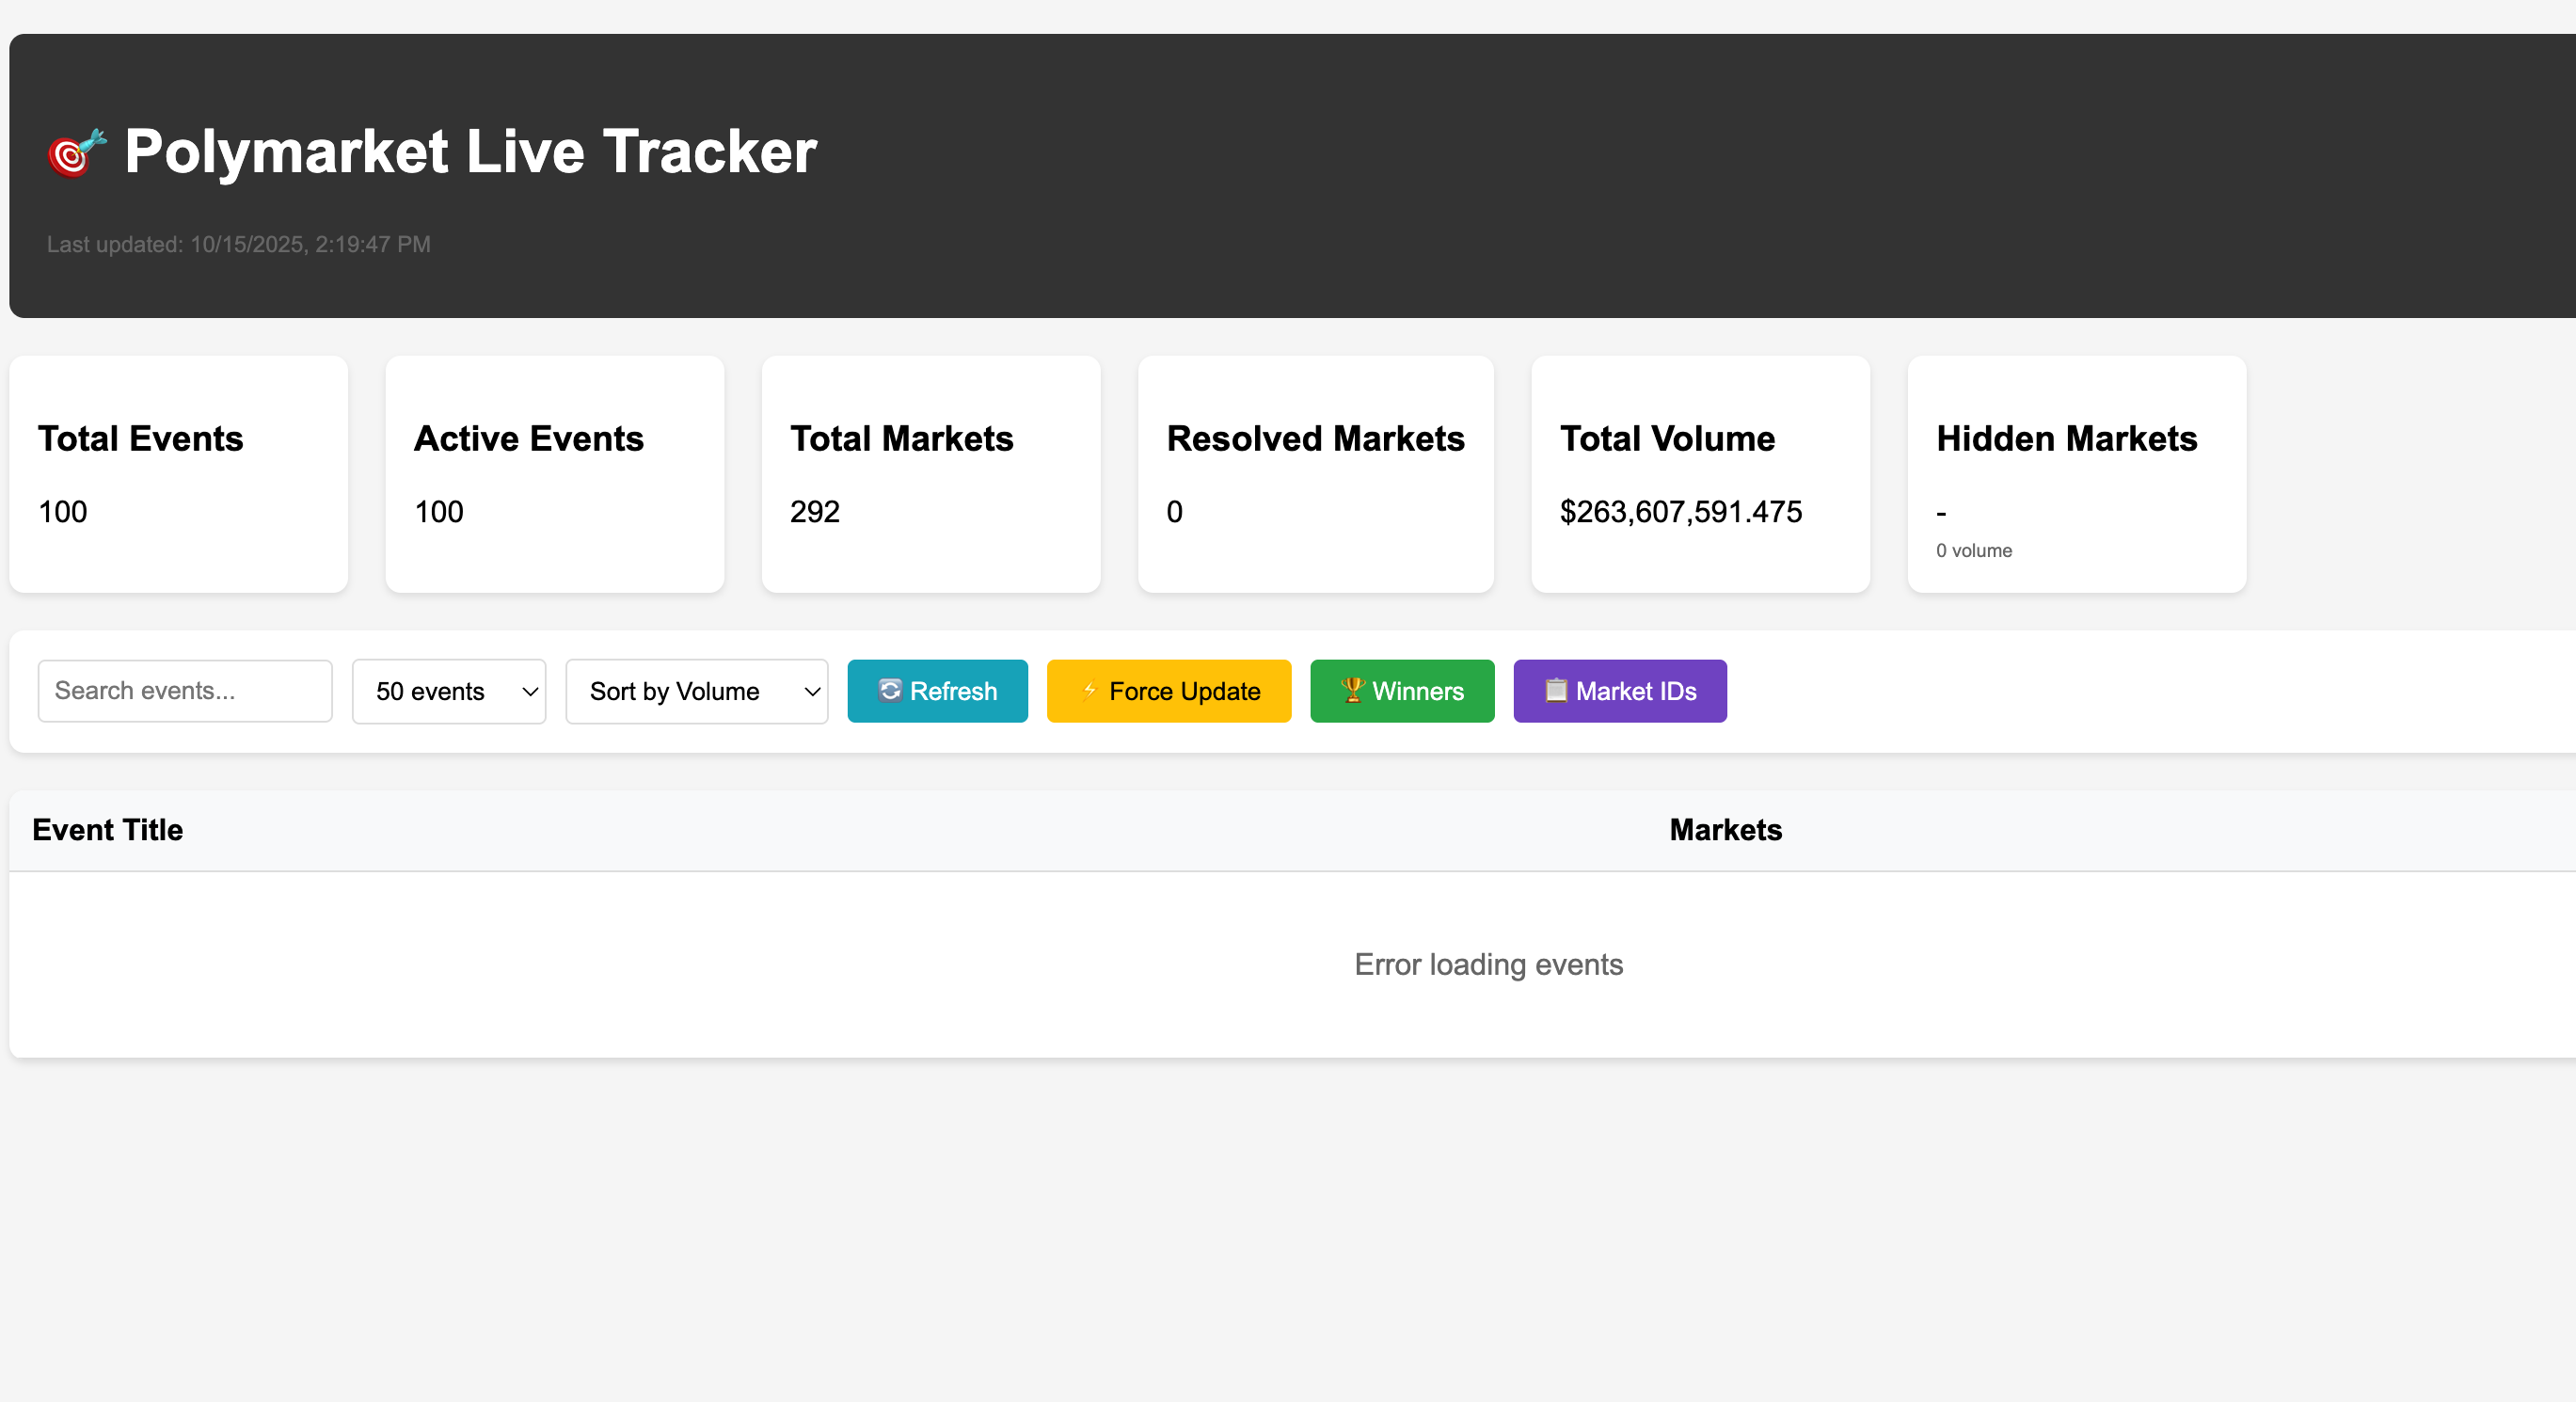 🎯 Polymarket Live Tracker
Last updated: 10/15/2025, 2:19:47 PM
Total Events
100
Active Events
100
Total Markets
292
Resolved Markets
0
Total Volume
$263,607,591.475
Hidden Markets
-
0 volume
Search events... 50 events Sort by Volume 🔄 Refresh ⚡ Force Update 🏆 Winners 📋 Market IDs
Event Title Markets
Error loading events